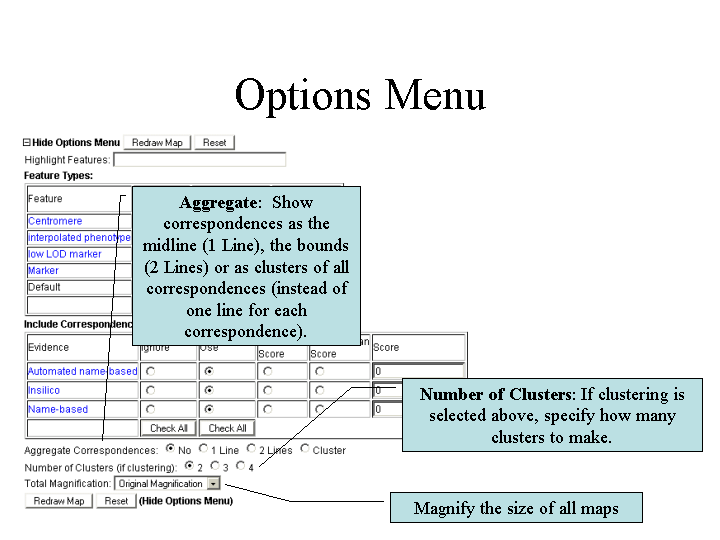 Options Menu
Hide Options Menu Redraw Map Reset
Highlight Features:
Feature Types:
Feature
Aggregate: Show
correspondences as the
midline (1 Line), the bounds
(2 Lines) or as clusters of all
correspondences (instead of
one line for each
correspondence).
Centromere
interpolated phenotype
low LOD marker
Marker
Default
Include Correspondenc
Evidence Ignore Use Score Score Score
Automated name-based 0
Insilico 0
Name-based 0
Check All Check All
Number of Clusters: If clustering is
selected above, specify how many
clusters to make.
Aggregate Correspondences: No 1 Line 2 Lines Cluster
Number of Clusters (if clustering): 2 3 4
Total Magnification: Original Magnification
Redraw Map Reset (Hide Options Menu)
Magnify the size of all maps